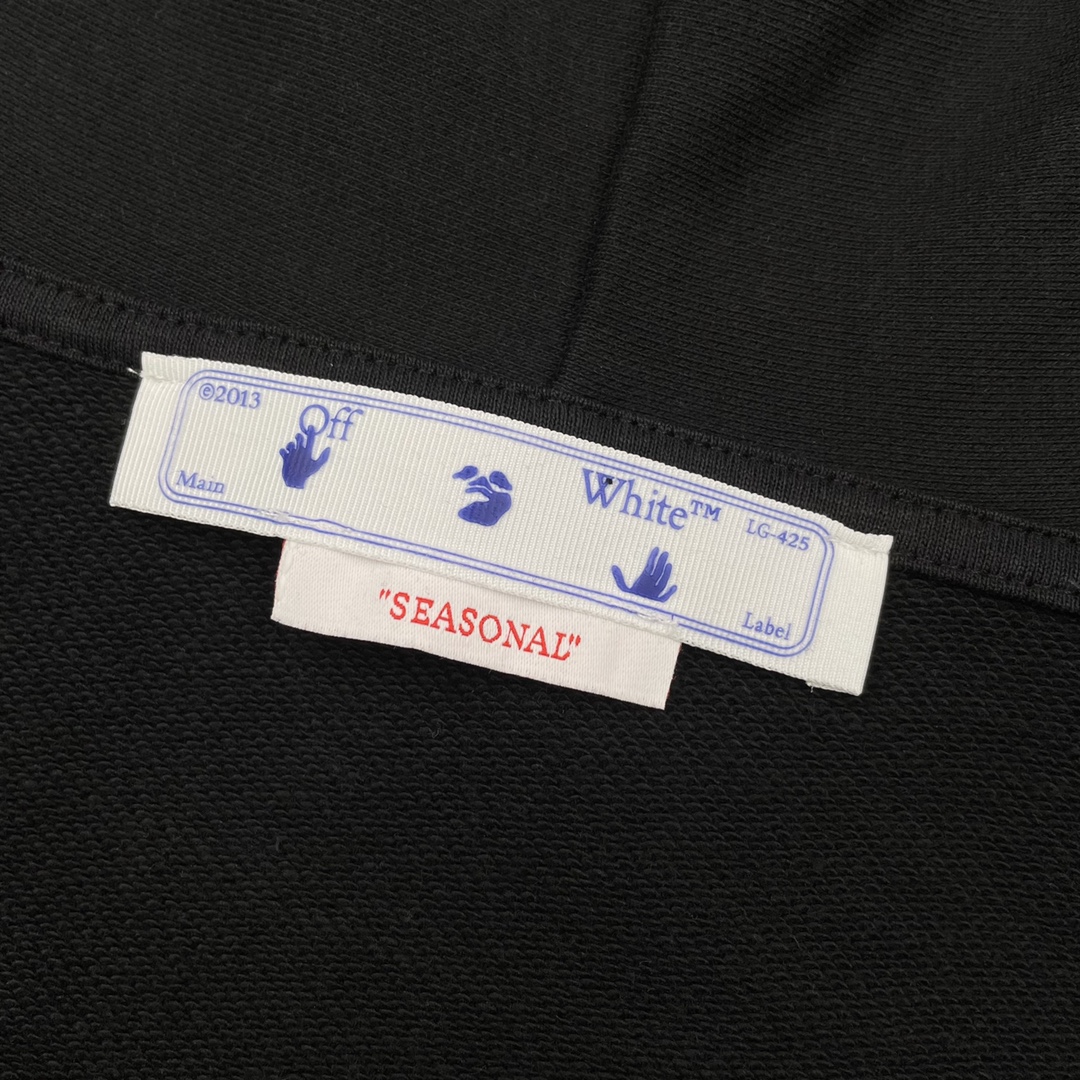 ©2013
Off
White™
LG-425
Main
Label
"SEASONAL"